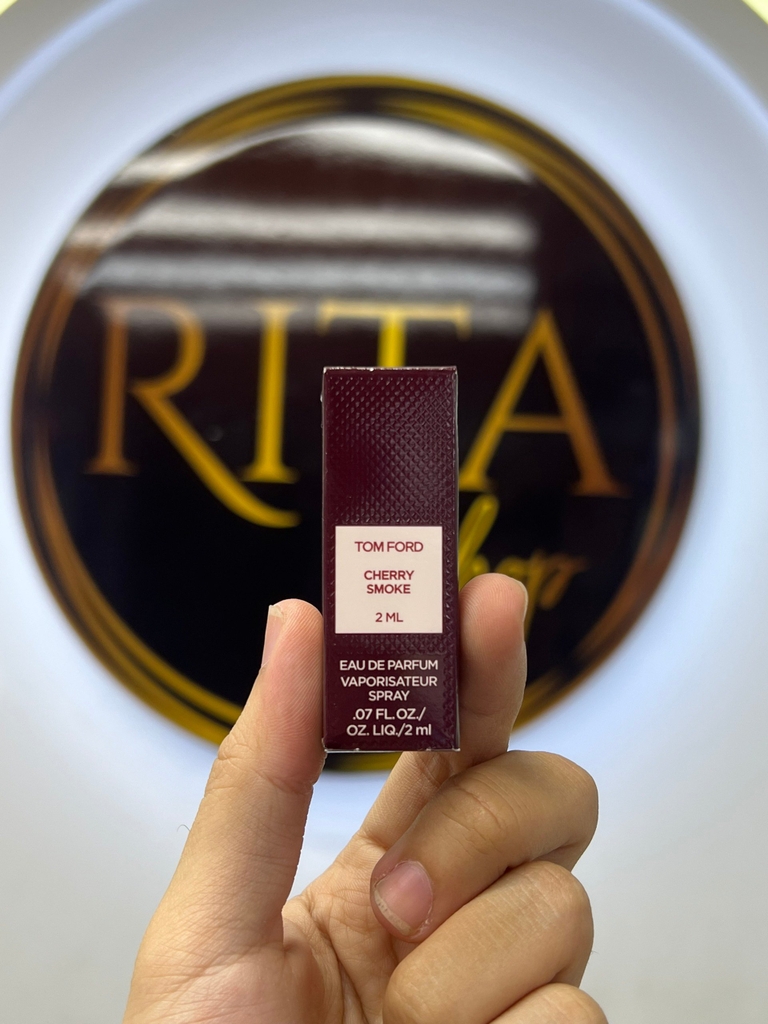 RITA
Shop
TOM FORD
CHERRY
SMOKE
2 ML
EAU DE PARFUM
VAPORISATEUR
SPRAY
.07 FL.OZ./
OZ. LIQ./2 ml